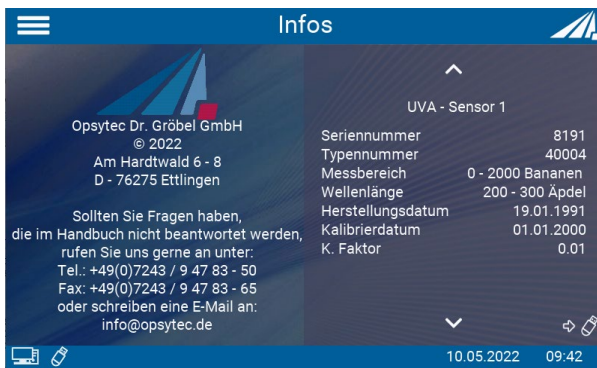 Infos
Opsytec Dr. Gröbel GmbH
© 2022
Am Hardtwald 6 - 8
D - 76275 Ettlingen
Sollten Sie Fragen haben,
die im Handbuch nicht beantwortet werden,
rufen Sie uns gerne an unter:
Tel.: +49(0)7243 / 9 47 83 - 50
Fax: +49(0)7243 / 9 47 83 - 65
oder schreiben eine E-Mail an:
info@opsytec.de
UVA - Sensor 1
Seriennummer 8191
Typennummer 40004
Messbereich 0 - 2000 Bananen
Wellenlänge 200 - 300 Äpdel
Herstellungsdatum 19.01.1991
Kalibrierdatum 01.01.2000
K. Faktor 0.01
10.05.2022 09:42